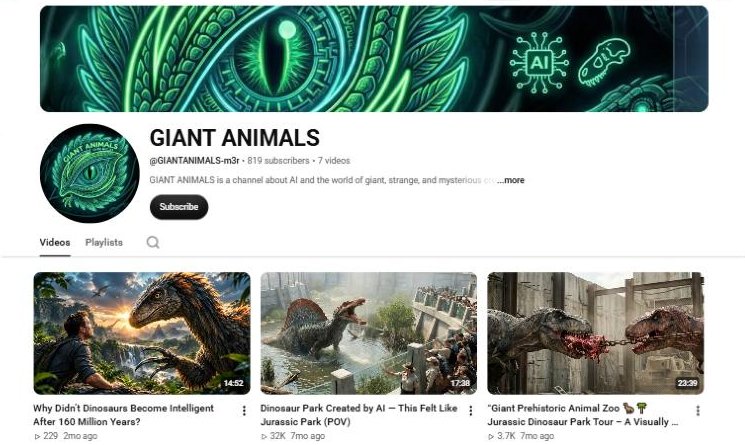 AI
GIANT ANIMALS
GIANT ANIMALS
@GIANTANIMALS-m3r • 819 subscribers • 7 videos
GIANT ANIMALS is a channel about AI and the world of giant, strange, and mysterious ...more
Subscribe
Videos
Playlists
14:52
17:38
23:39
Why Didn't Dinosaurs Become Intelligent
After 160 Million Years?
229 2mo ago
Dinosaur Park Created by AI — This Felt Like
Jurassic Park (POV)
32K 7mo ago
"Giant Prehistoric Animal Zoo 🦕🌴
Jurassic Dinosaur Park Tour – A Visually ...
3.7K 7mo ago